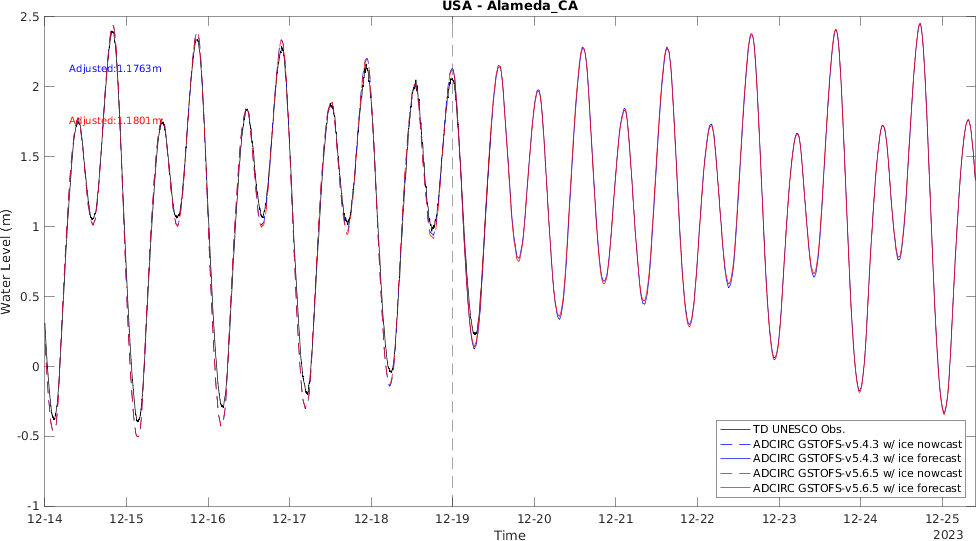 USA - Alameda_CA
2.5
2
1.5
1
0.5
0
-0.5
-1
Water Level (m)
Adjusted:1.1763m
Adjusted:1.1801m
TD UNESCO Obs.
ADCIRC GSTOFS-v5.4.3 w/ ice nowcast
ADCIRC GSTOFS-v5.4.3 w/ ice forecast
ADCIRC GSTOFS-v5.6.5 w/ ice nowcast
ADCIRC GSTOFS-v5.6.5 w/ ice forecast
12-14 12-15 12-16 12-17 12-18 12-19 12-20 12-21 12-22 12-23 12-24 12-25
Time
2023